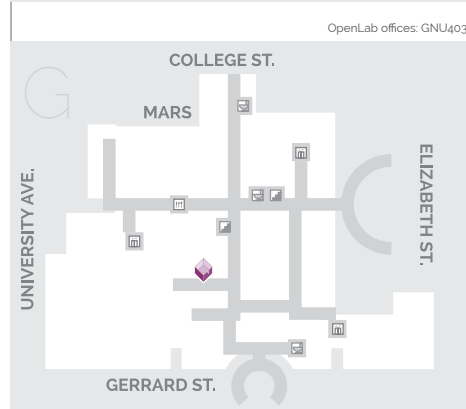 OpenLab offices: GNU403
COLLEGE ST.
G
MARS
ELIZABETH ST.
UNIVERSITY AVE.
GERRARD ST.